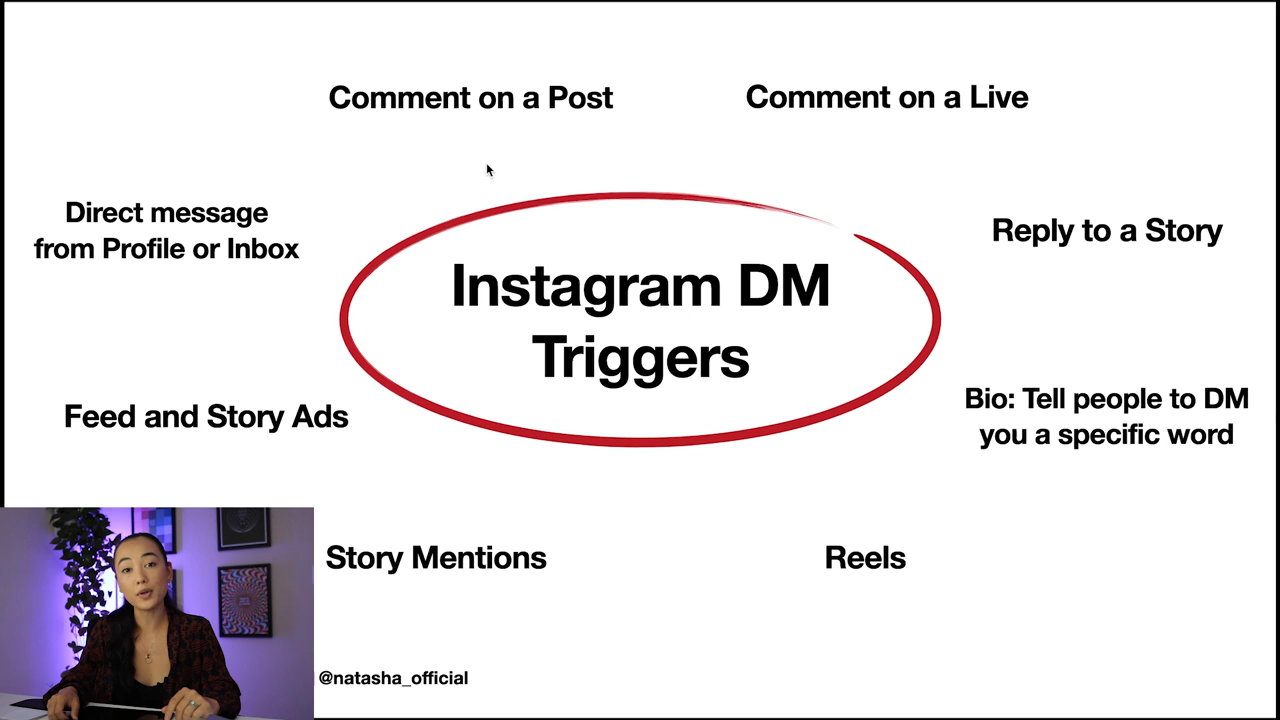 Comment on a Post
Comment on a Live
Direct message
from Profile or Inbox
Reply to a Story
Instagram DM
Triggers
Feed and Story Ads
Bio: Tell people to DM
you a specific word
Story Mentions
Reels
@natasha_official